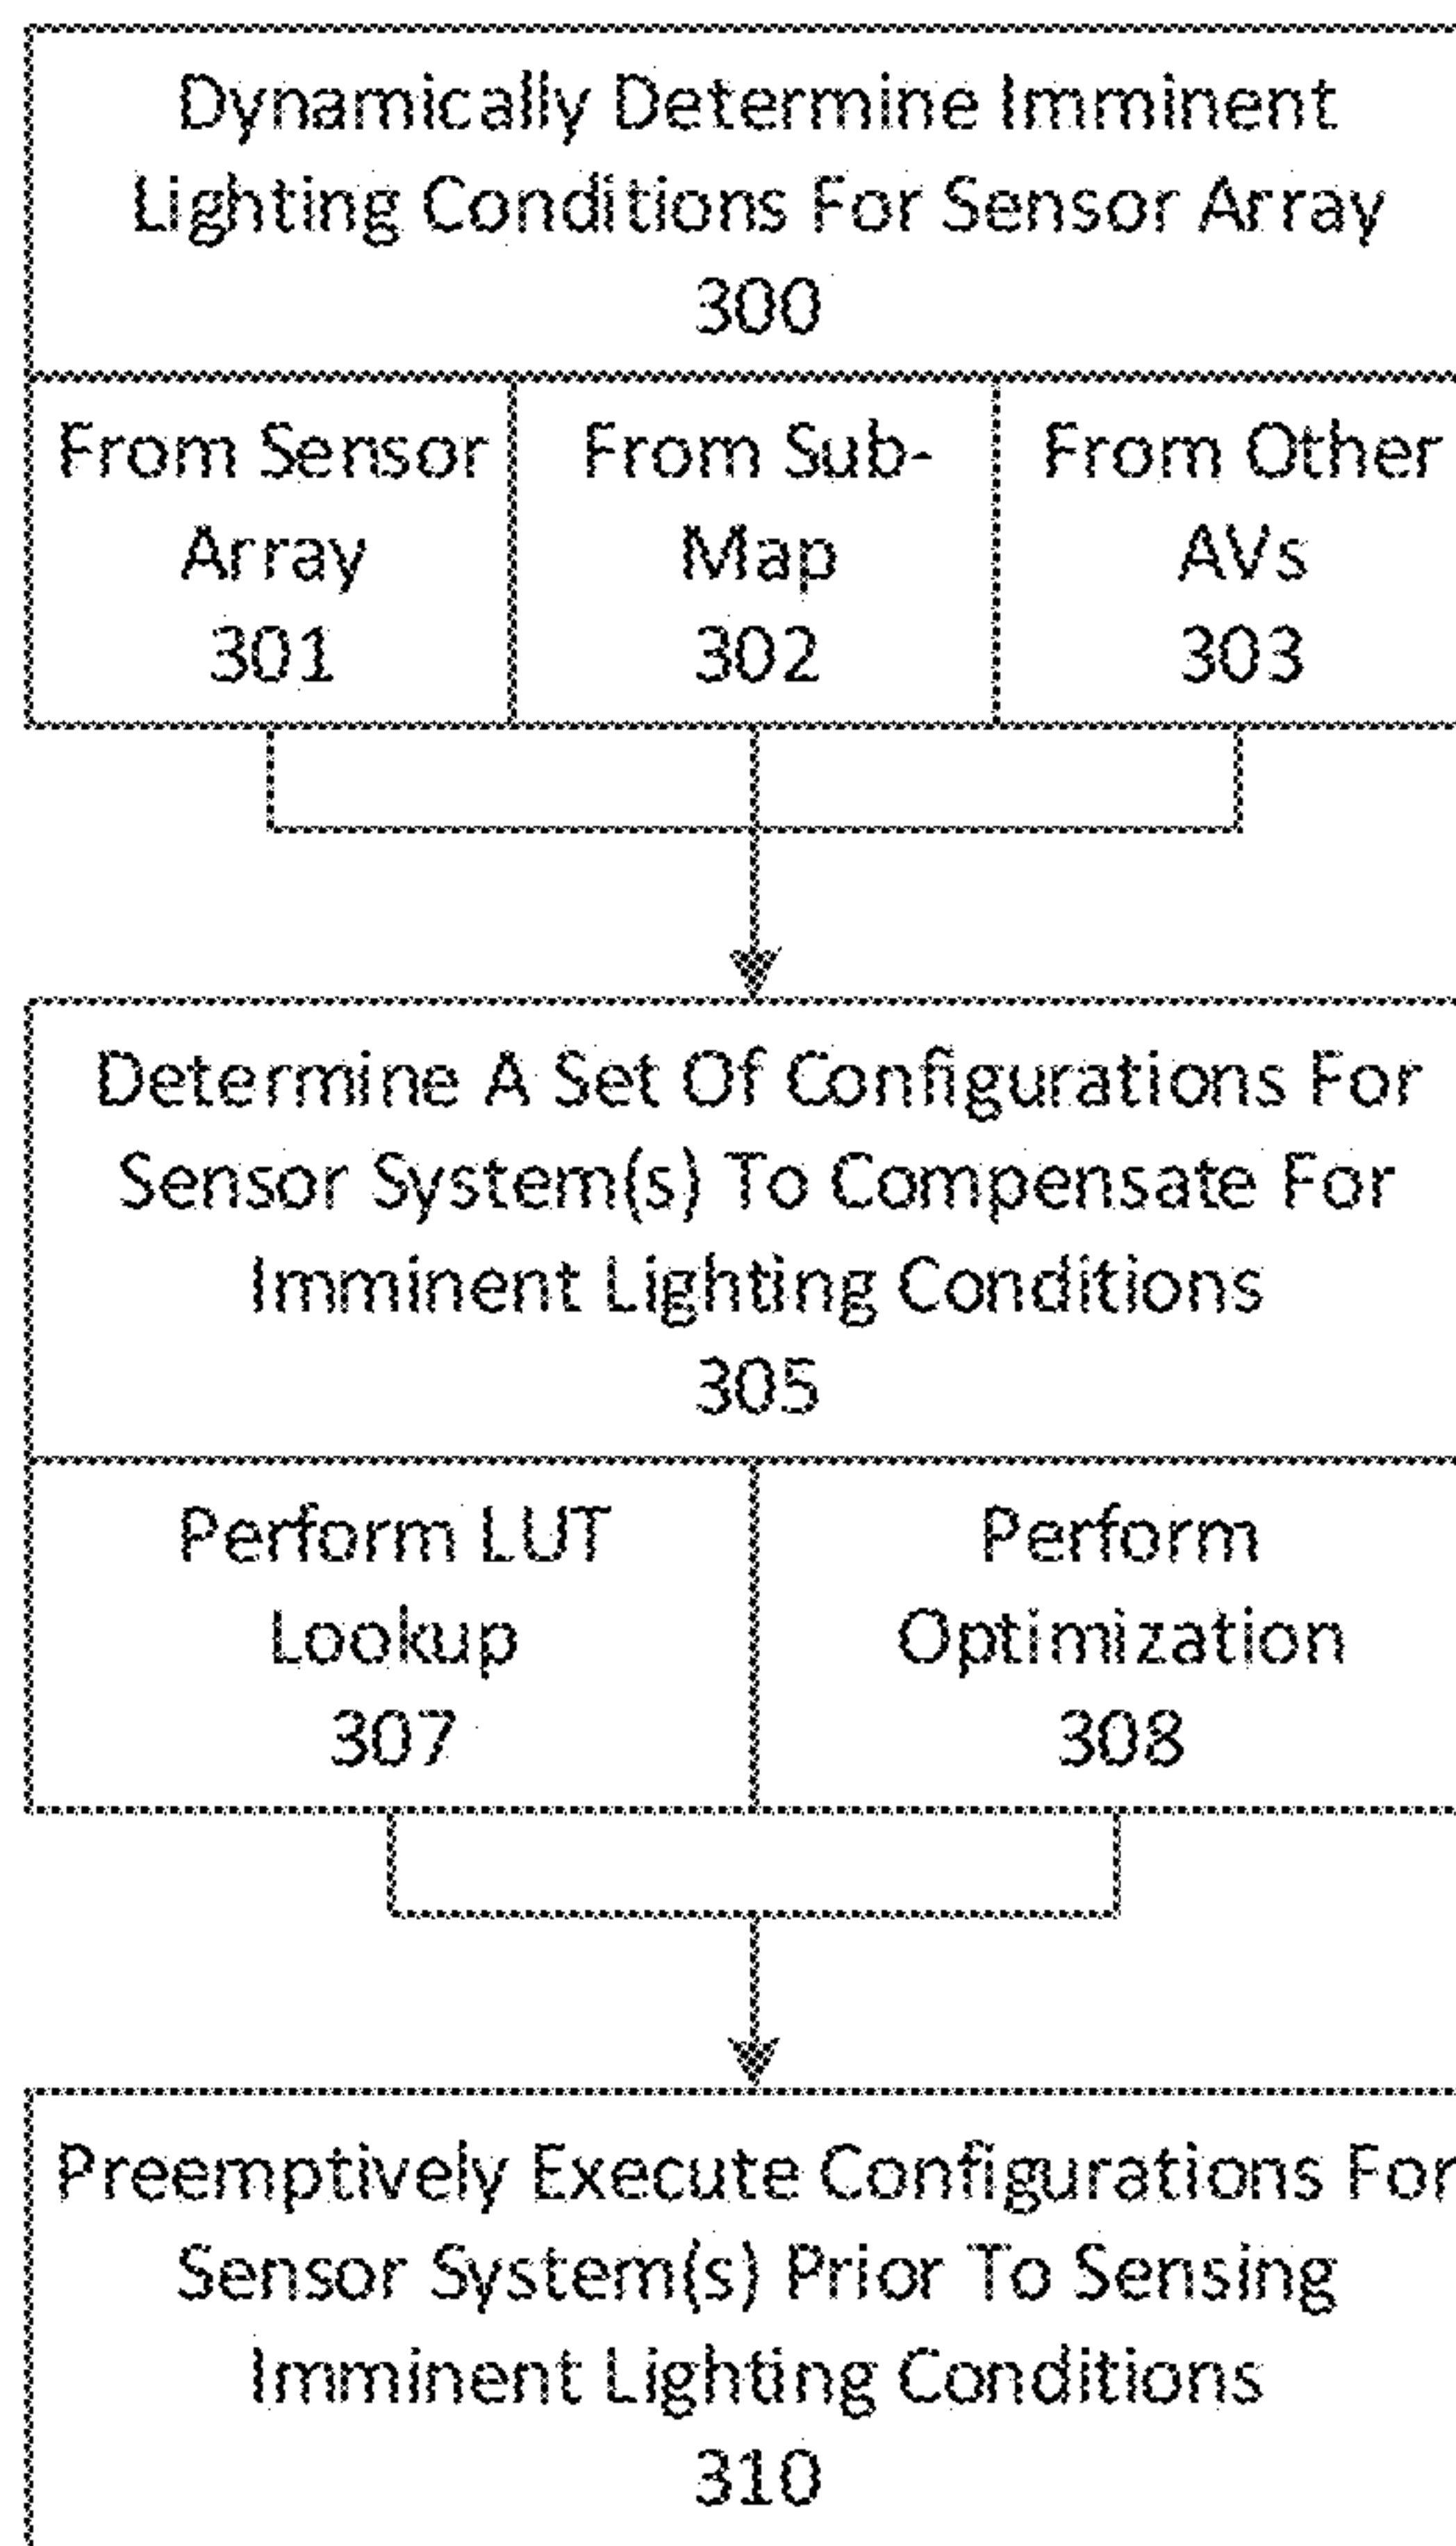 Dynamically Determine Imminent
Lighting Conditions For Sensor Array
300
From Sensor
Array
301
From Sub-
Map
302
From Other
AVs
303
Determine A Set Of Configurations For
Sensor System(s) To Compensate For
Imminent Lighting Conditions
305
Perform LUT
Lookup
307
Perform
Optimization
308
Preemptively Execute Configurations For
Sensor System(s) Prior To Sensing
Imminent Lighting Conditions
310